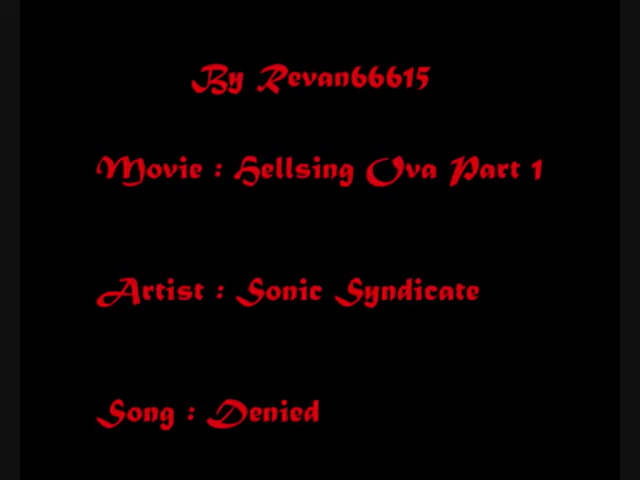 By Revan66615
Movie : Hellsing Ova Part 1
Artist : Sonic Syndicate
Song : Denied